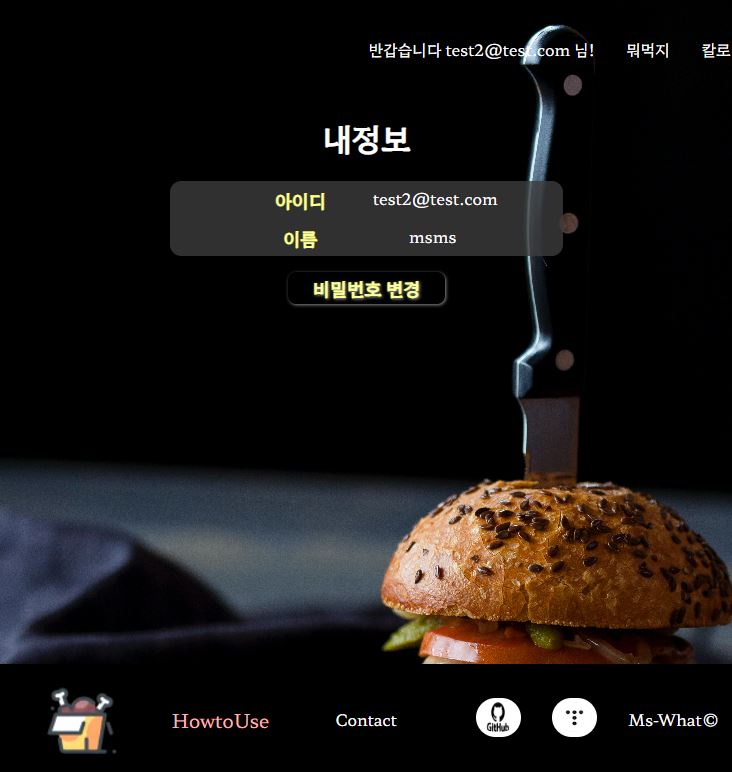 반갑습니다 test2@test.com 님! 뭐먹지 칼로
내정보
아이디 test2@test.com
이름 msms
비밀번호 변경
HowtoUse Contact GitHub Ms-What©